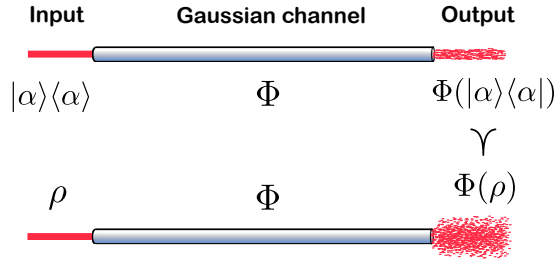 Input Gaussian channel Output
|α⟩⟨α⟩ Φ Φ(|α⟩⟨α|)
≻
Φ(ρ)
ρ Φ